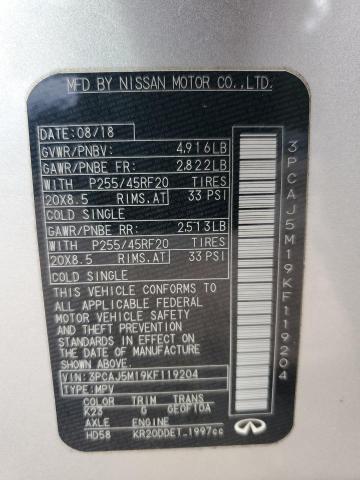 MFD BY NISSAN MOTOR CO.,LTD.
DATE: 08/18
GVWR/PNBV: 4,916LB
GAWR/PNBE FR: 2,822LB
WITH P255/45RF20 TIRES
20X8.5 RIMS.AT 33 PSI
COLD SINGLE
GAWR/PNBE RR: 2,513LB
WITH P255/45RF20 TIRES
20X8.5 RIMS.AT 33 PSI
COLD SINGLE
THIS VEHICLE CONFORMS TO
ALL APPLICABLE FEDERAL
MOTOR VEHICLE SAFETY
AND THEFT PREVENTION
STANDARDS IN EFFECT ON
THE DATE OF MANUFACTURE
SHOWN ABOVE.
VIN: 3PCAJ5M19KF119204
TYPE: MPV
COLOR TRIM TRANS
K23 G GEOF10A
AXLE ENGINE
HD58 KR20DDET_1997cc
INFINITI
3PCAJ5M19KF119204